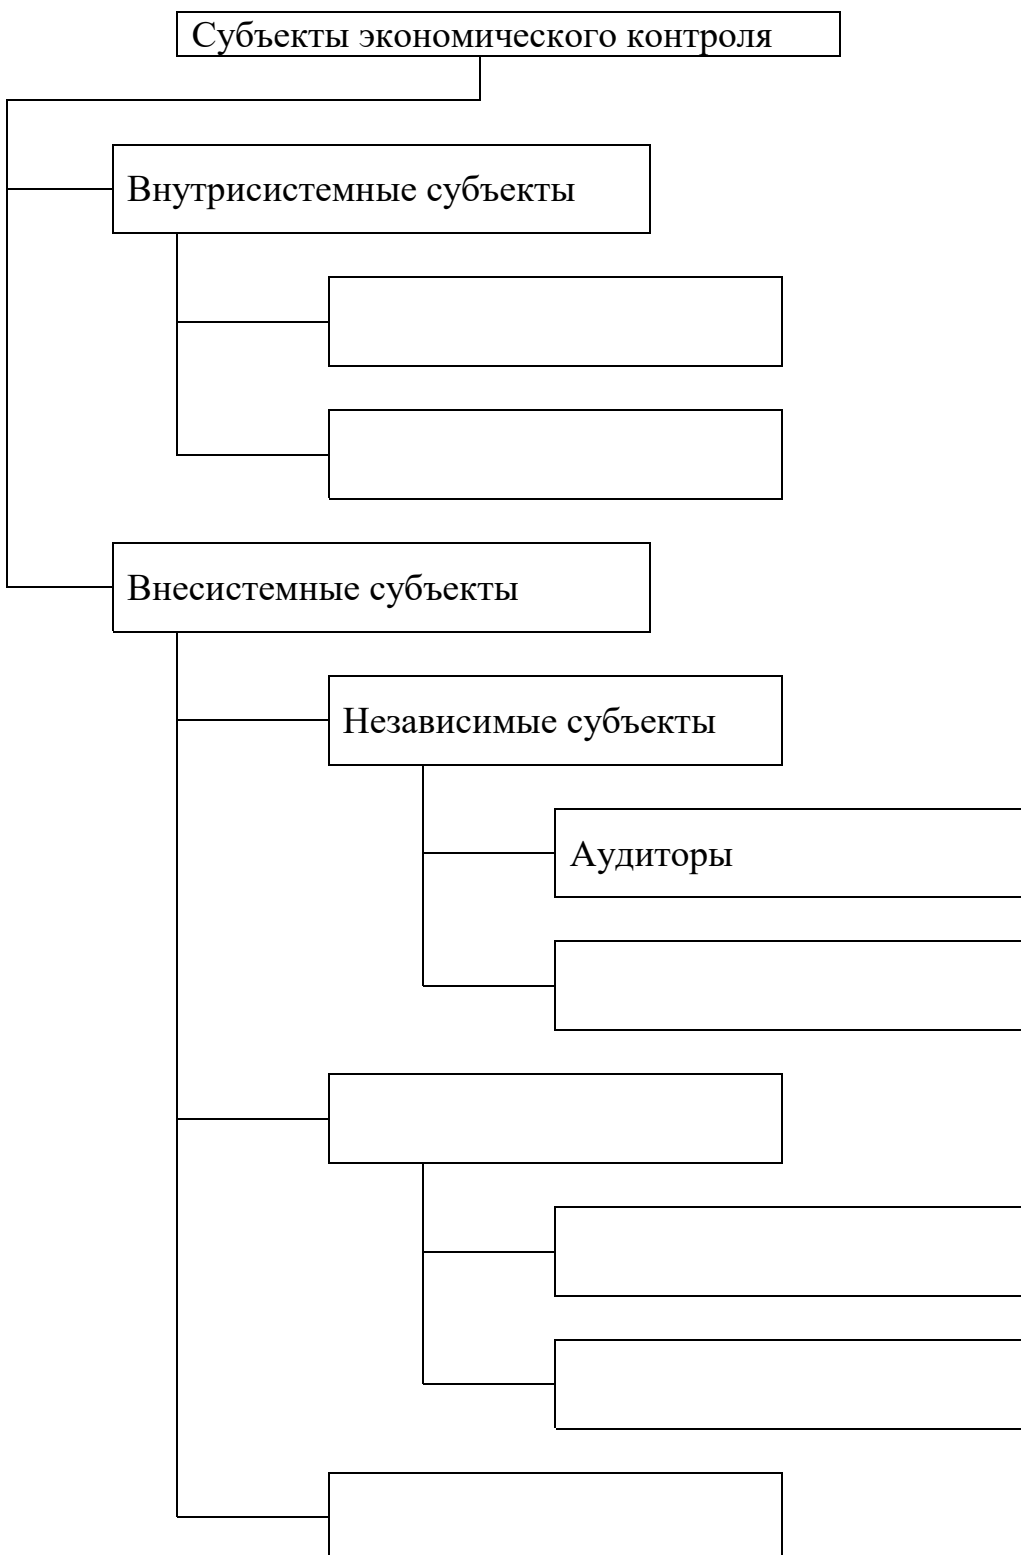 Субъекты экономического контроля
Внутрисистемные субъекты
Внесистемные субъекты
Независимые субъекты
Аудиторы